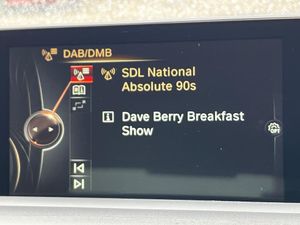 DAB/DMB
SDL National
Absolute 90s
Dave Berry Breakfast
Show